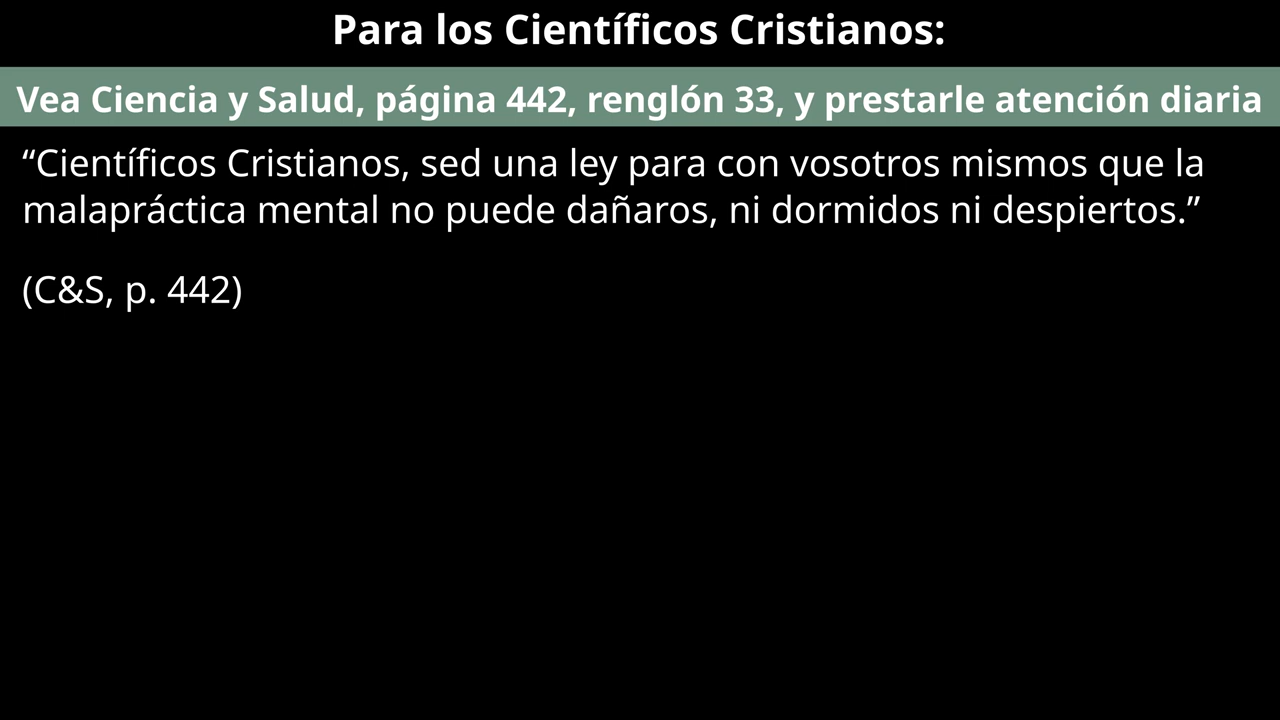 Para los Científicos Cristianos:
Vea Ciencia y Salud, página 442, renglón 33, y prestarle atención diaria
“Científicos Cristianos, sed una ley para con vosotros mismos que la
malapráctica mental no puede dañaros, ni dormidos ni despiertos.”
(C&S, p. 442)